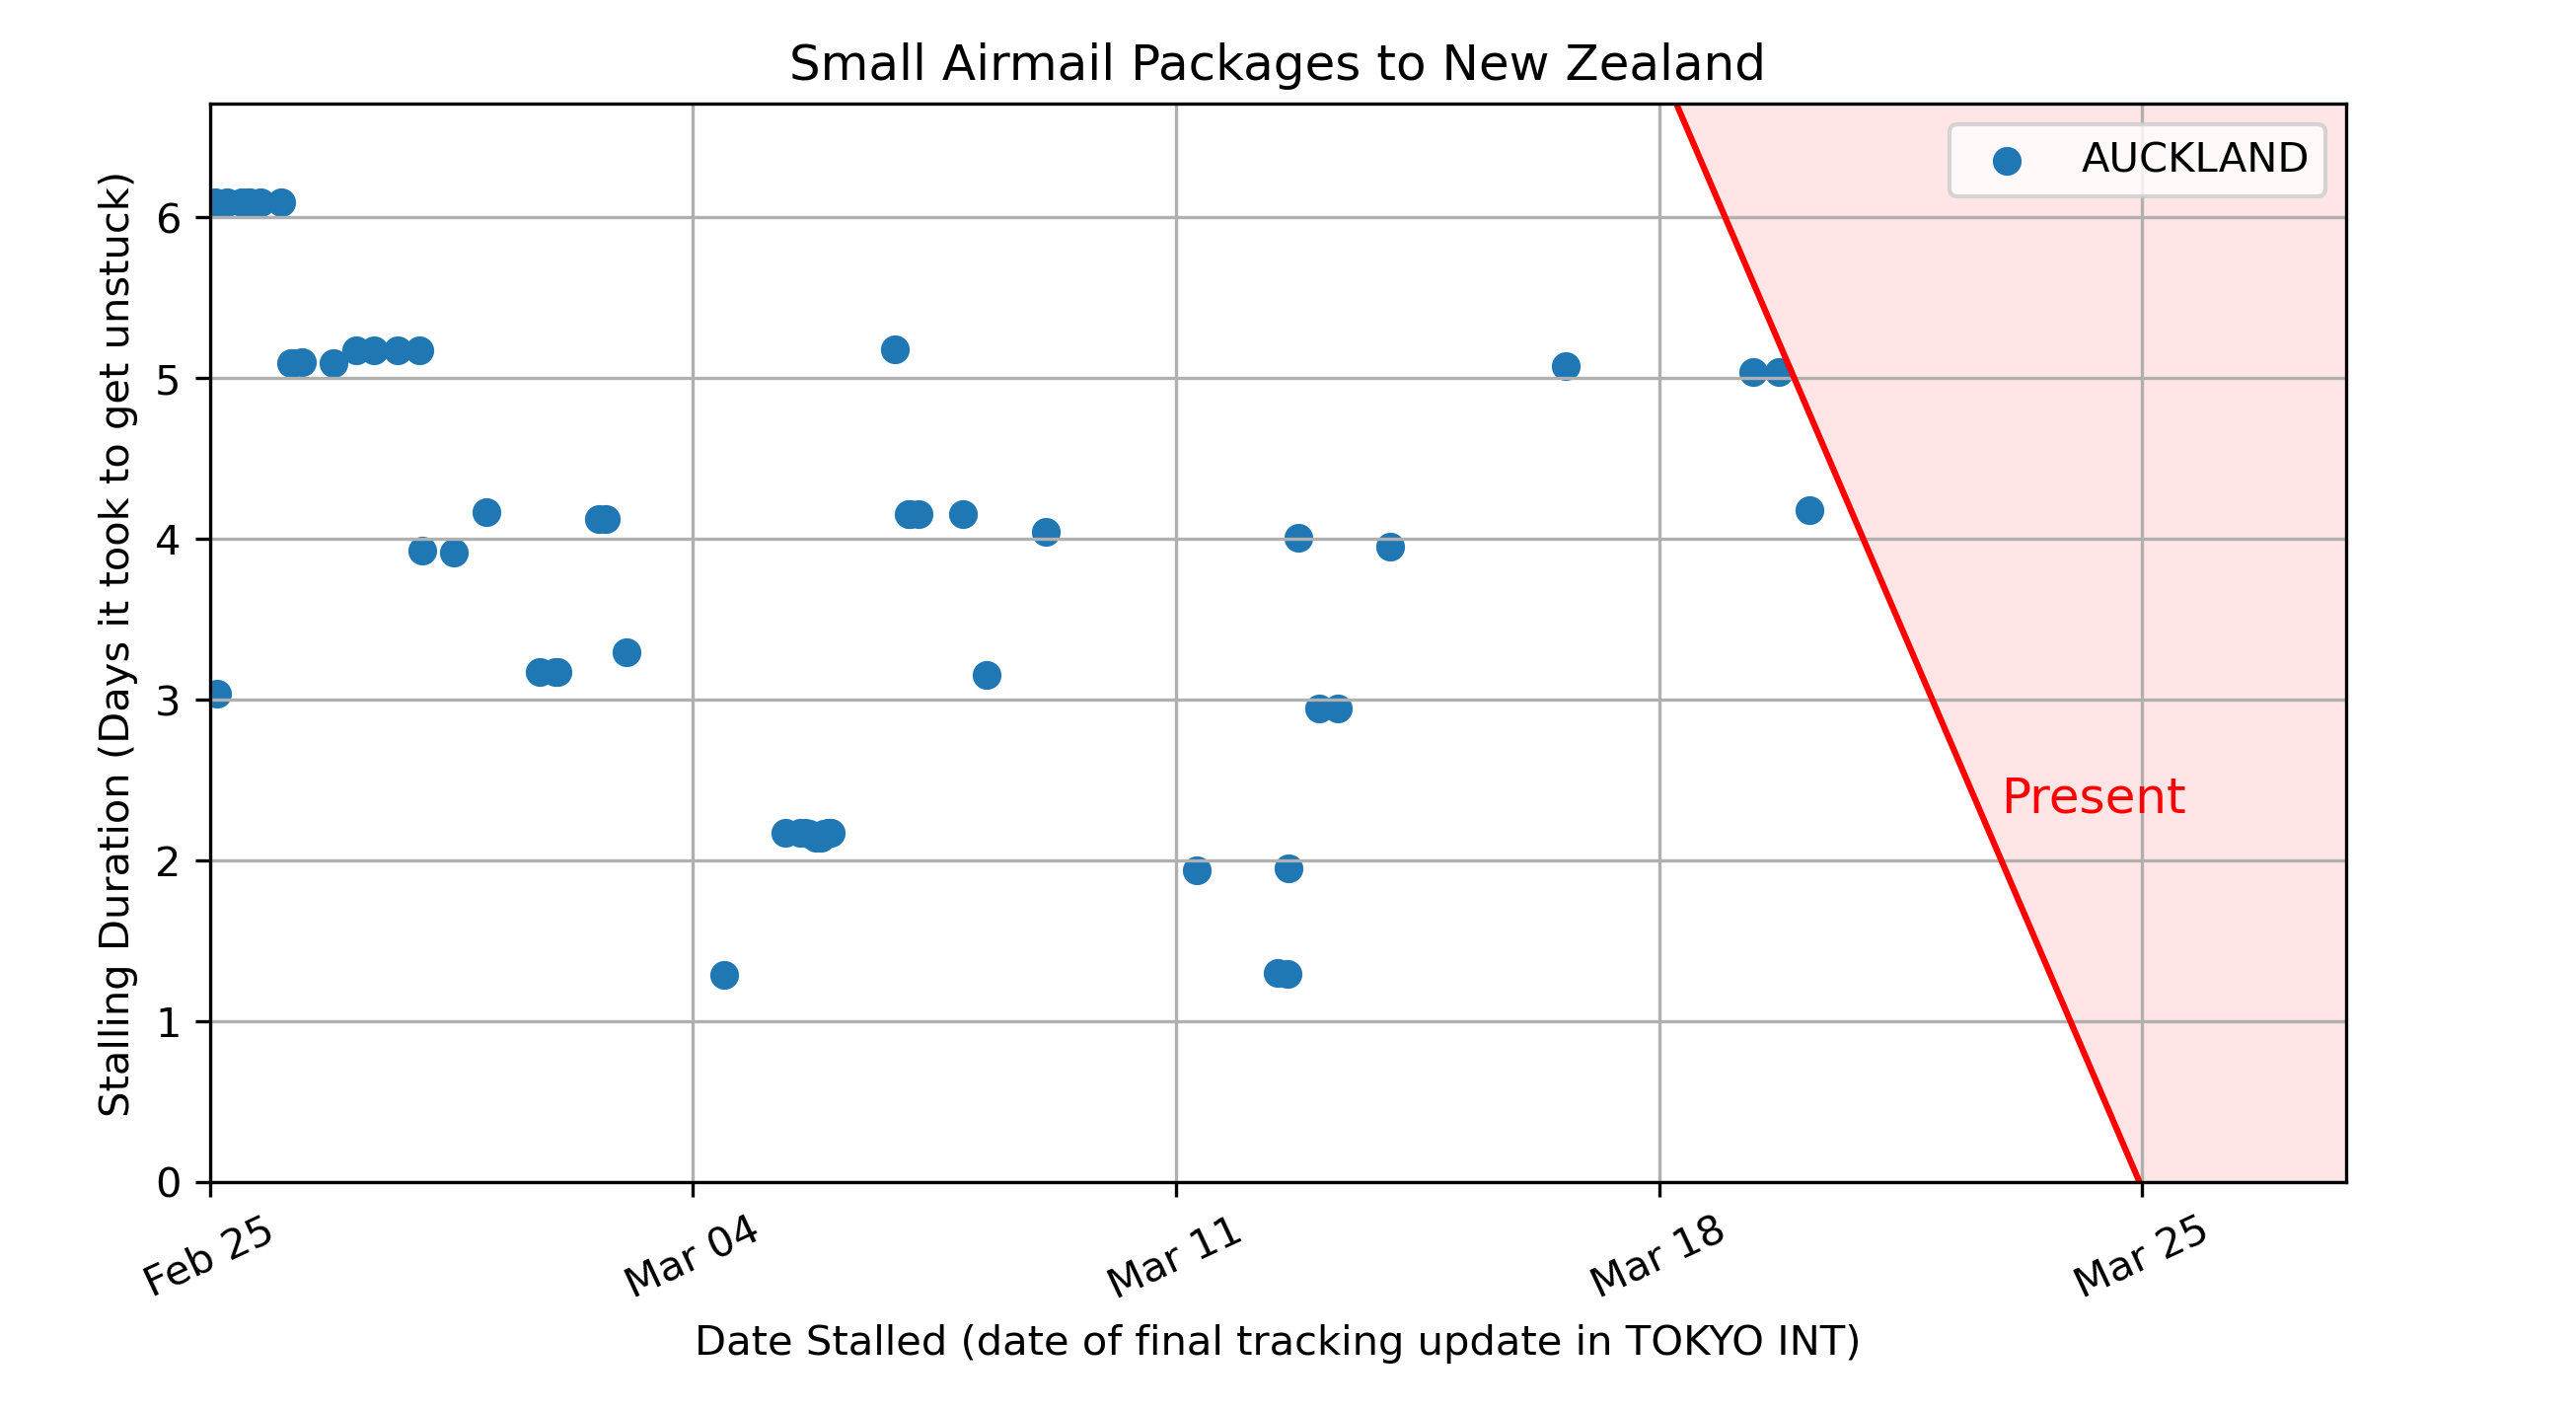 Small Airmail Packages to New Zealand
AUCKLAND
Stalling Duration (Days it took to get unstuck)
6
5
4
3
2
1
0
Present
Feb 25
Mar 04
Mar 11
Mar 18
Mar 25
Date Stalled (date of final tracking update in TOKYO INT)